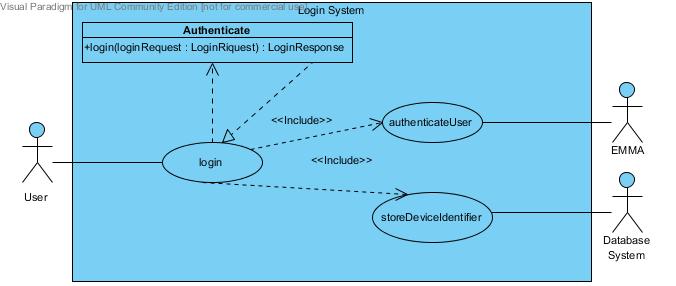 Visual Paradigm for UML Community Edition [not for commercial use]
Login System
Authenticate
+login(loginRequest : LoginRiquest) : LoginResponse
<<Include>>
authenticateUser
EMMA
login
<<Include>>
User
storeDeviceIdentifier
Database
System